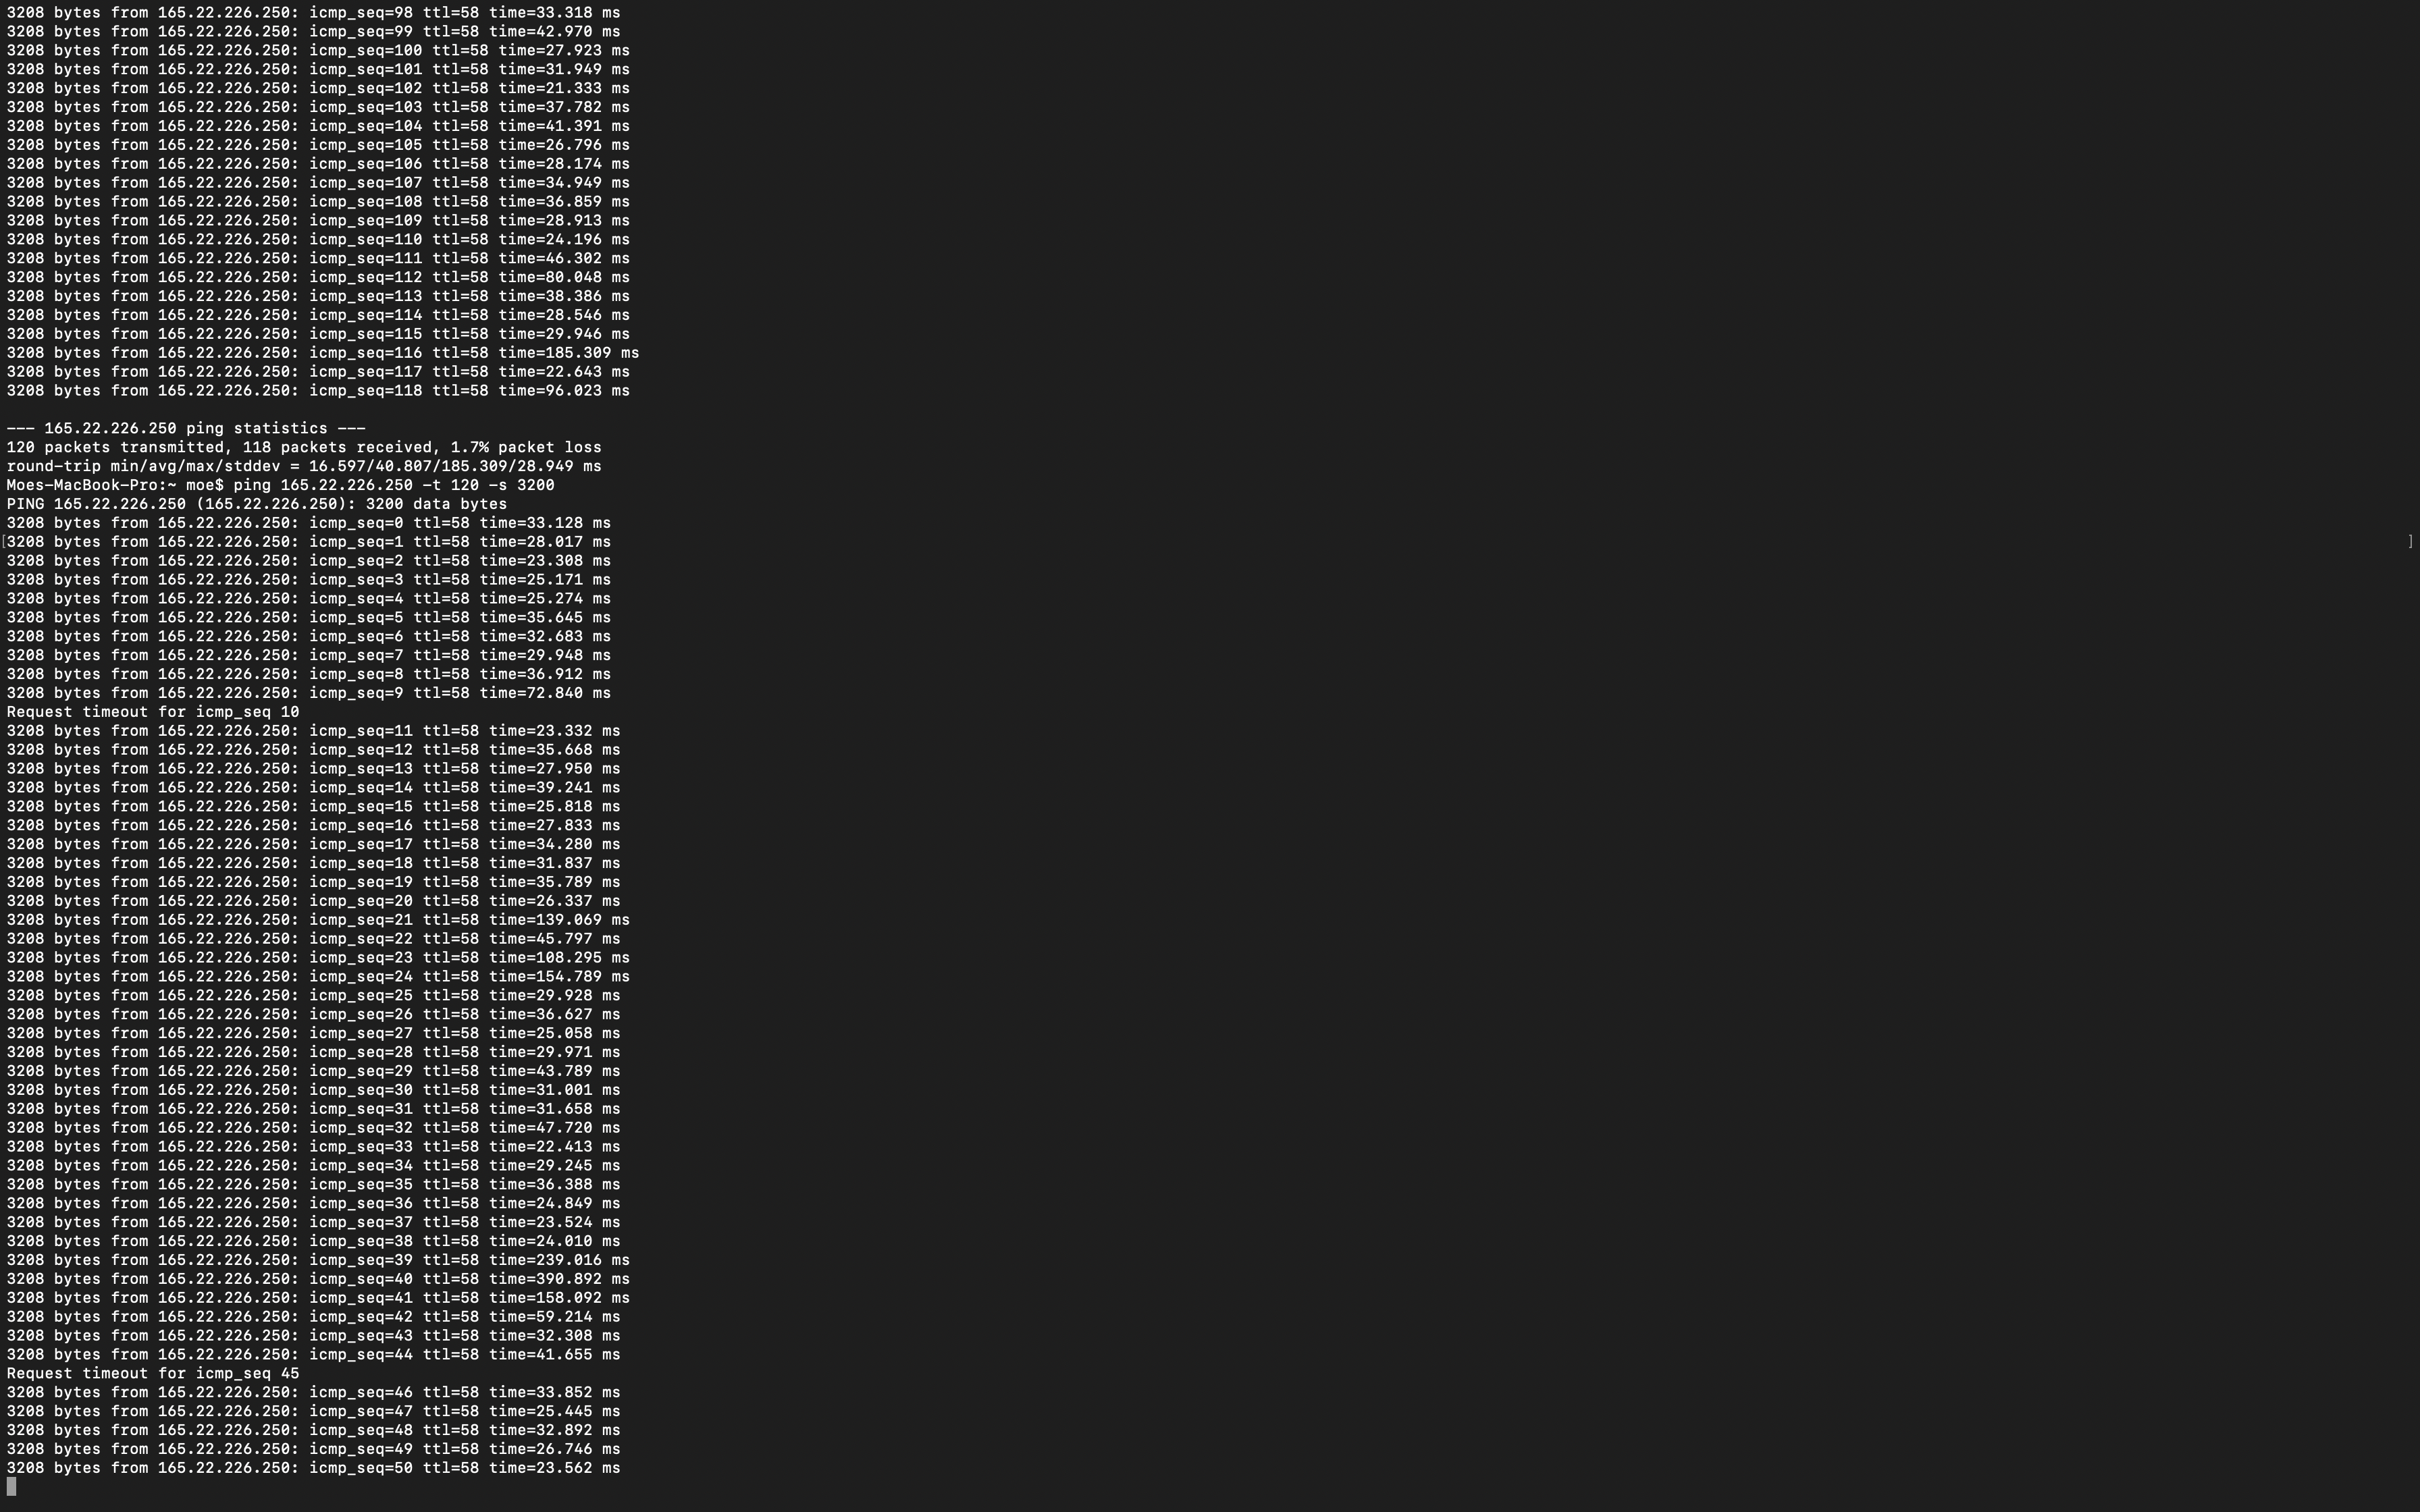 3208 bytes from 165.22.226.250: icmp_seq=98 ttl=58 time=33.318 ms
3208 bytes from 165.22.226.250: icmp_seq=99 ttl=58 time=42.970 ms
3208 bytes from 165.22.226.250: icmp_seq=100 ttl=58 time=27.923 ms
3208 bytes from 165.22.226.250: icmp_seq=101 ttl=58 time=31.949 ms
3208 bytes from 165.22.226.250: icmp_seq=102 ttl=58 time=21.333 ms
3208 bytes from 165.22.226.250: icmp_seq=103 ttl=58 time=37.782 ms
3208 bytes from 165.22.226.250: icmp_seq=104 ttl=58 time=41.391 ms
3208 bytes from 165.22.226.250: icmp_seq=105 ttl=58 time=26.796 ms
3208 bytes from 165.22.226.250: icmp_seq=106 ttl=58 time=28.174 ms
3208 bytes from 165.22.226.250: icmp_seq=107 ttl=58 time=34.949 ms
3208 bytes from 165.22.226.250: icmp_seq=108 ttl=58 time=36.859 ms
3208 bytes from 165.22.226.250: icmp_seq=109 ttl=58 time=28.913 ms
3208 bytes from 165.22.226.250: icmp_seq=110 ttl=58 time=24.196 ms
3208 bytes from 165.22.226.250: icmp_seq=111 ttl=58 time=46.302 ms
3208 bytes from 165.22.226.250: icmp_seq=112 ttl=58 time=80.048 ms
3208 bytes from 165.22.226.250: icmp_seq=113 ttl=58 time=38.386 ms
3208 bytes from 165.22.226.250: icmp_seq=114 ttl=58 time=28.546 ms
3208 bytes from 165.22.226.250: icmp_seq=115 ttl=58 time=29.946 ms
3208 bytes from 165.22.226.250: icmp_seq=116 ttl=58 time=185.309 ms
3208 bytes from 165.22.226.250: icmp_seq=117 ttl=58 time=22.643 ms
3208 bytes from 165.22.226.250: icmp_seq=118 ttl=58 time=96.023 ms
--- 165.22.226.250 ping statistics ---
120 packets transmitted, 118 packets received, 1.7% packet loss
round-trip min/avg/max/stddev = 16.597/40.807/185.309/28.949 ms
Moes-MacBook-Pro:~ moe$ ping 165.22.226.250 -t 120 -s 3200
PING 165.22.226.250 (165.22.226.250): 3200 data bytes
3208 bytes from 165.22.226.250: icmp_seq=0 ttl=58 time=33.128 ms
[3208 bytes from 165.22.226.250: icmp_seq=1 ttl=58 time=28.017 ms ]
3208 bytes from 165.22.226.250: icmp_seq=2 ttl=58 time=23.308 ms
3208 bytes from 165.22.226.250: icmp_seq=3 ttl=58 time=25.171 ms
3208 bytes from 165.22.226.250: icmp_seq=4 ttl=58 time=25.274 ms
3208 bytes from 165.22.226.250: icmp_seq=5 ttl=58 time=35.645 ms
3208 bytes from 165.22.226.250: icmp_seq=6 ttl=58 time=32.683 ms
3208 bytes from 165.22.226.250: icmp_seq=7 ttl=58 time=29.948 ms
3208 bytes from 165.22.226.250: icmp_seq=8 ttl=58 time=36.912 ms
3208 bytes from 165.22.226.250: icmp_seq=9 ttl=58 time=72.840 ms
Request timeout for icmp_seq 10
3208 bytes from 165.22.226.250: icmp_seq=11 ttl=58 time=23.332 ms
3208 bytes from 165.22.226.250: icmp_seq=12 ttl=58 time=35.668 ms
3208 bytes from 165.22.226.250: icmp_seq=13 ttl=58 time=27.950 ms
3208 bytes from 165.22.226.250: icmp_seq=14 ttl=58 time=39.241 ms
3208 bytes from 165.22.226.250: icmp_seq=15 ttl=58 time=25.818 ms
3208 bytes from 165.22.226.250: icmp_seq=16 ttl=58 time=27.833 ms
3208 bytes from 165.22.226.250: icmp_seq=17 ttl=58 time=34.280 ms
3208 bytes from 165.22.226.250: icmp_seq=18 ttl=58 time=31.837 ms
3208 bytes from 165.22.226.250: icmp_seq=19 ttl=58 time=35.789 ms
3208 bytes from 165.22.226.250: icmp_seq=20 ttl=58 time=26.337 ms
3208 bytes from 165.22.226.250: icmp_seq=21 ttl=58 time=139.069 ms
3208 bytes from 165.22.226.250: icmp_seq=22 ttl=58 time=45.797 ms
3208 bytes from 165.22.226.250: icmp_seq=23 ttl=58 time=108.295 ms
3208 bytes from 165.22.226.250: icmp_seq=24 ttl=58 time=154.789 ms
3208 bytes from 165.22.226.250: icmp_seq=25 ttl=58 time=29.928 ms
3208 bytes from 165.22.226.250: icmp_seq=26 ttl=58 time=36.627 ms
3208 bytes from 165.22.226.250: icmp_seq=27 ttl=58 time=25.058 ms
3208 bytes from 165.22.226.250: icmp_seq=28 ttl=58 time=29.971 ms
3208 bytes from 165.22.226.250: icmp_seq=29 ttl=58 time=43.789 ms
3208 bytes from 165.22.226.250: icmp_seq=30 ttl=58 time=31.001 ms
3208 bytes from 165.22.226.250: icmp_seq=31 ttl=58 time=31.658 ms
3208 bytes from 165.22.226.250: icmp_seq=32 ttl=58 time=47.720 ms
3208 bytes from 165.22.226.250: icmp_seq=33 ttl=58 time=22.413 ms
3208 bytes from 165.22.226.250: icmp_seq=34 ttl=58 time=29.245 ms
3208 bytes from 165.22.226.250: icmp_seq=35 ttl=58 time=36.388 ms
3208 bytes from 165.22.226.250: icmp_seq=36 ttl=58 time=24.849 ms
3208 bytes from 165.22.226.250: icmp_seq=37 ttl=58 time=23.524 ms
3208 bytes from 165.22.226.250: icmp_seq=38 ttl=58 time=24.010 ms
3208 bytes from 165.22.226.250: icmp_seq=39 ttl=58 time=239.016 ms
3208 bytes from 165.22.226.250: icmp_seq=40 ttl=58 time=390.892 ms
3208 bytes from 165.22.226.250: icmp_seq=41 ttl=58 time=158.092 ms
3208 bytes from 165.22.226.250: icmp_seq=42 ttl=58 time=59.214 ms
3208 bytes from 165.22.226.250: icmp_seq=43 ttl=58 time=32.308 ms
3208 bytes from 165.22.226.250: icmp_seq=44 ttl=58 time=41.655 ms
Request timeout for icmp_seq 45
3208 bytes from 165.22.226.250: icmp_seq=46 ttl=58 time=33.852 ms
3208 bytes from 165.22.226.250: icmp_seq=47 ttl=58 time=25.445 ms
3208 bytes from 165.22.226.250: icmp_seq=48 ttl=58 time=32.892 ms
3208 bytes from 165.22.226.250: icmp_seq=49 ttl=58 time=26.746 ms
3208 bytes from 165.22.226.250: icmp_seq=50 ttl=58 time=23.562 ms